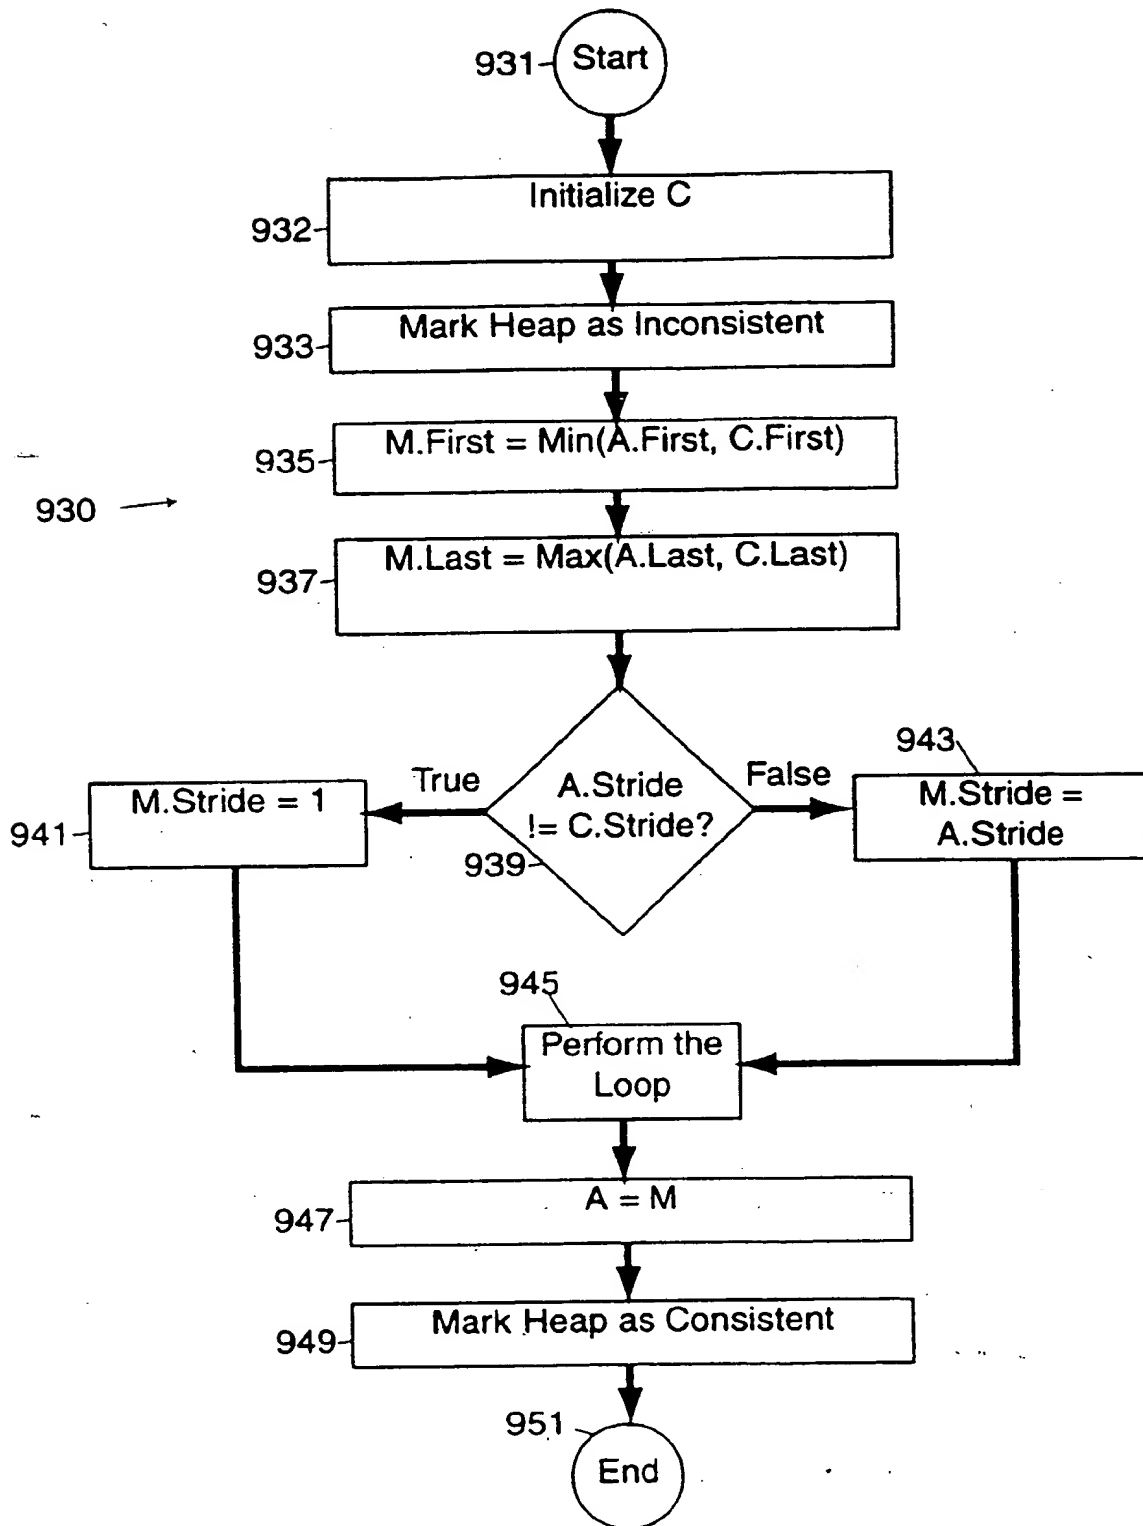 931
Start
Initialize C
932
Mark Heap as Inconsistent
933
M.First = Min(A.First, C.First)
935
930
M.Last = Max(A.Last, C.Last)
937
943
True
A.Stride
!= C.Stride?
False
M.Stride = 1
941
M.Stride =
A.Stride
939
945
Perform the
Loop
A = M
947
Mark Heap as Consistent
949
951
End